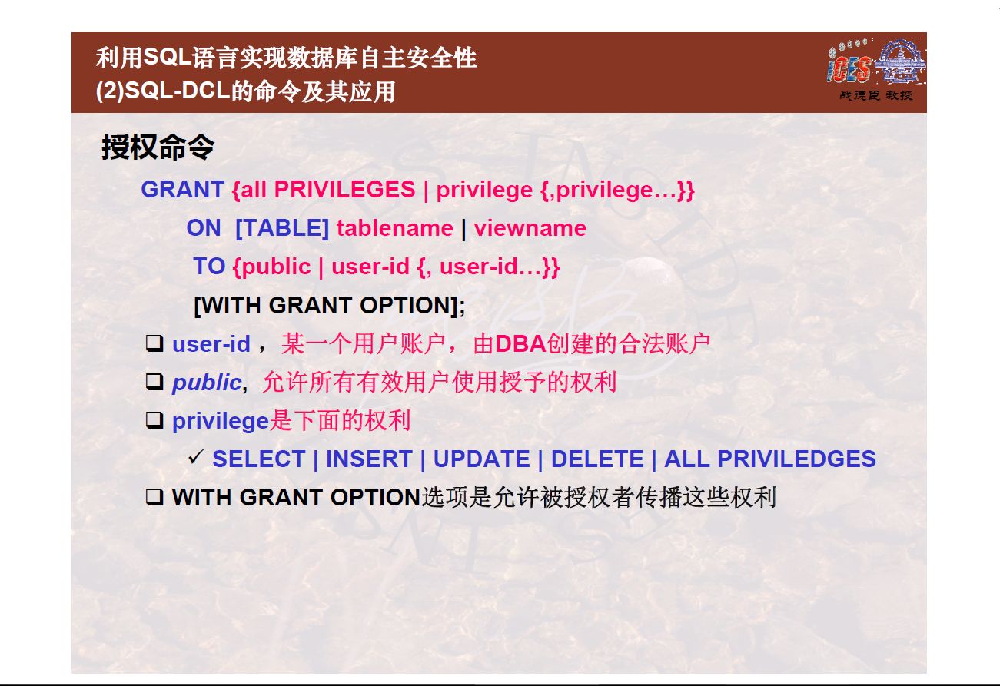 利用SQL语言实现数据库自主安全性
(2)SQL-DCL的命令及其应用
iCES
战德臣 教授
授权命令
GRANT {all PRIVILEGES | privilege {,privilege…}}
ON [TABLE] tablename | viewname
TO {public | user-id {, user-id…}}
[WITH GRANT OPTION];
❑ user-id ，某一个用户账户，由DBA创建的合法账户
❑ public, 允许所有有效用户使用授予的权利
❑ privilege是下面的权利
✓ SELECT | INSERT | UPDATE | DELETE | ALL PRIVILEDGES
❑ WITH GRANT OPTION选项是允许被授权者传播这些权利